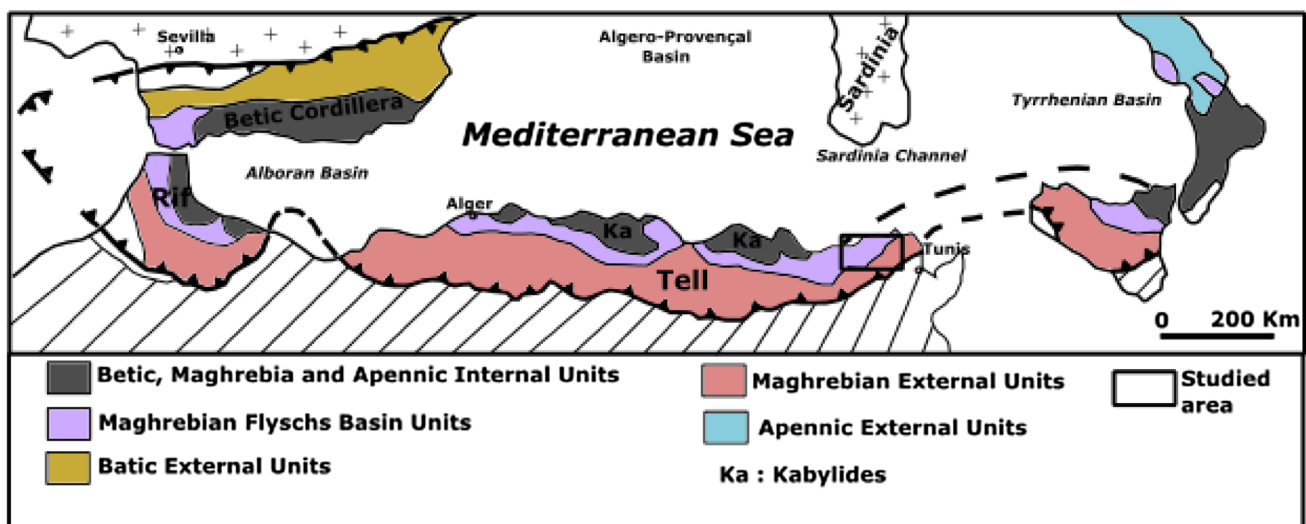 Sevilla
Algero-Provençal
Basin
Sardinia
Tyrrhenian Basin
Betic Cordillera
Mediterranean Sea
Sardinia Channel
Alboran Basin
Rif
Alger
Ka
Ka
Tunis
Tell
0 200 Km
Betic, Maghrebia and Apennic Internal Units
Maghrebian Flyschs Basin Units
Batic External Units
Maghrebian External Units
Apennic External Units
Ka : Kabylides
Studied
area